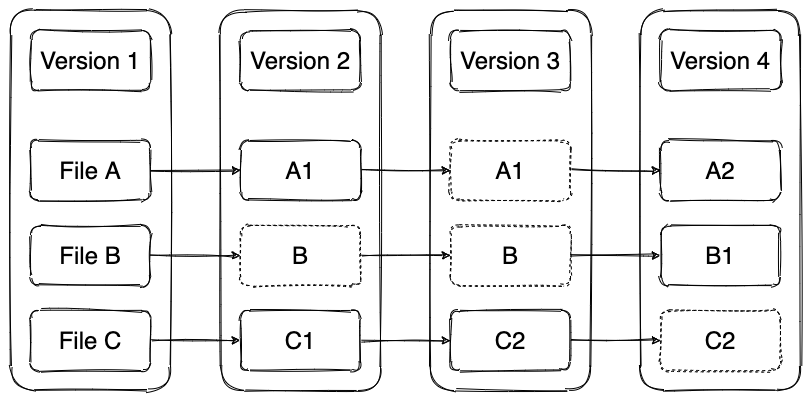 Version 1
Version 2
Version 3
Version 4
File A
A1
A1
A2
File B
B
B
B1
File C
C1
C2
C2